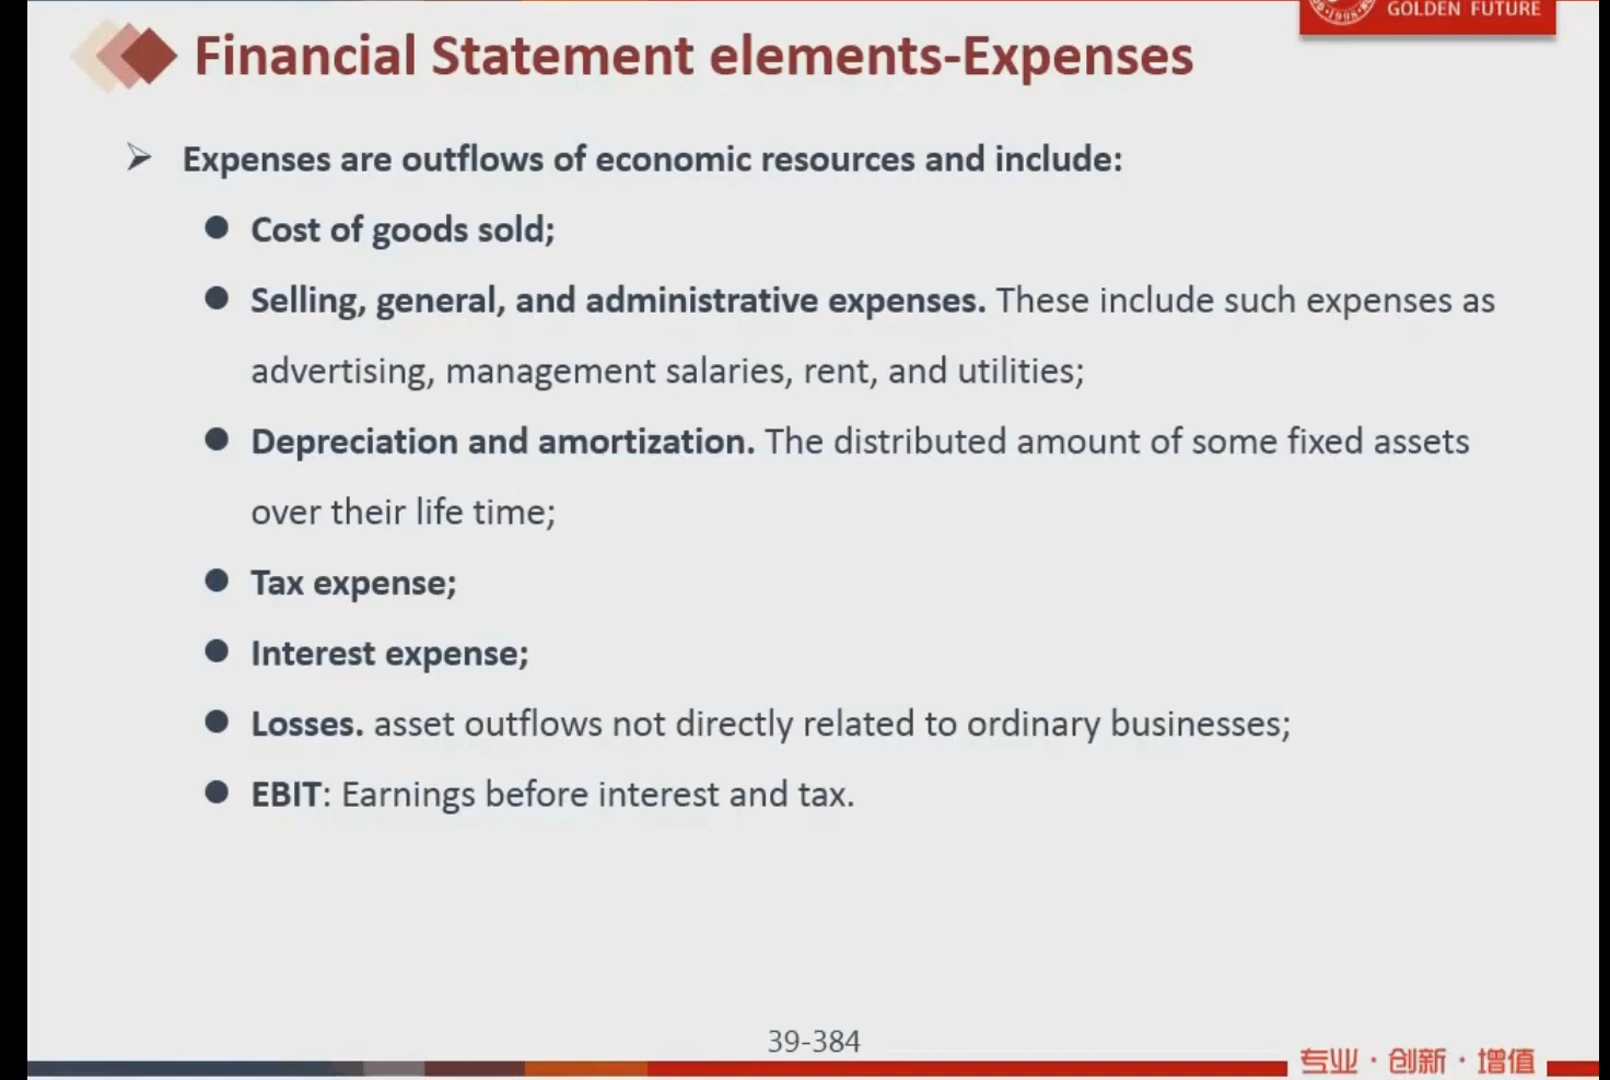 GOLDEN FUTURE
Financial Statement elements-Expenses
➢ Expenses are outflows of economic resources and include:
● Cost of goods sold;
● Selling, general, and administrative expenses. These include such expenses as
advertising, management salaries, rent, and utilities;
● Depreciation and amortization. The distributed amount of some fixed assets
over their life time;
● Tax expense;
● Interest expense;
● Losses. asset outflows not directly related to ordinary businesses;
● EBIT: Earnings before interest and tax.
39-384
专业·创新·增值